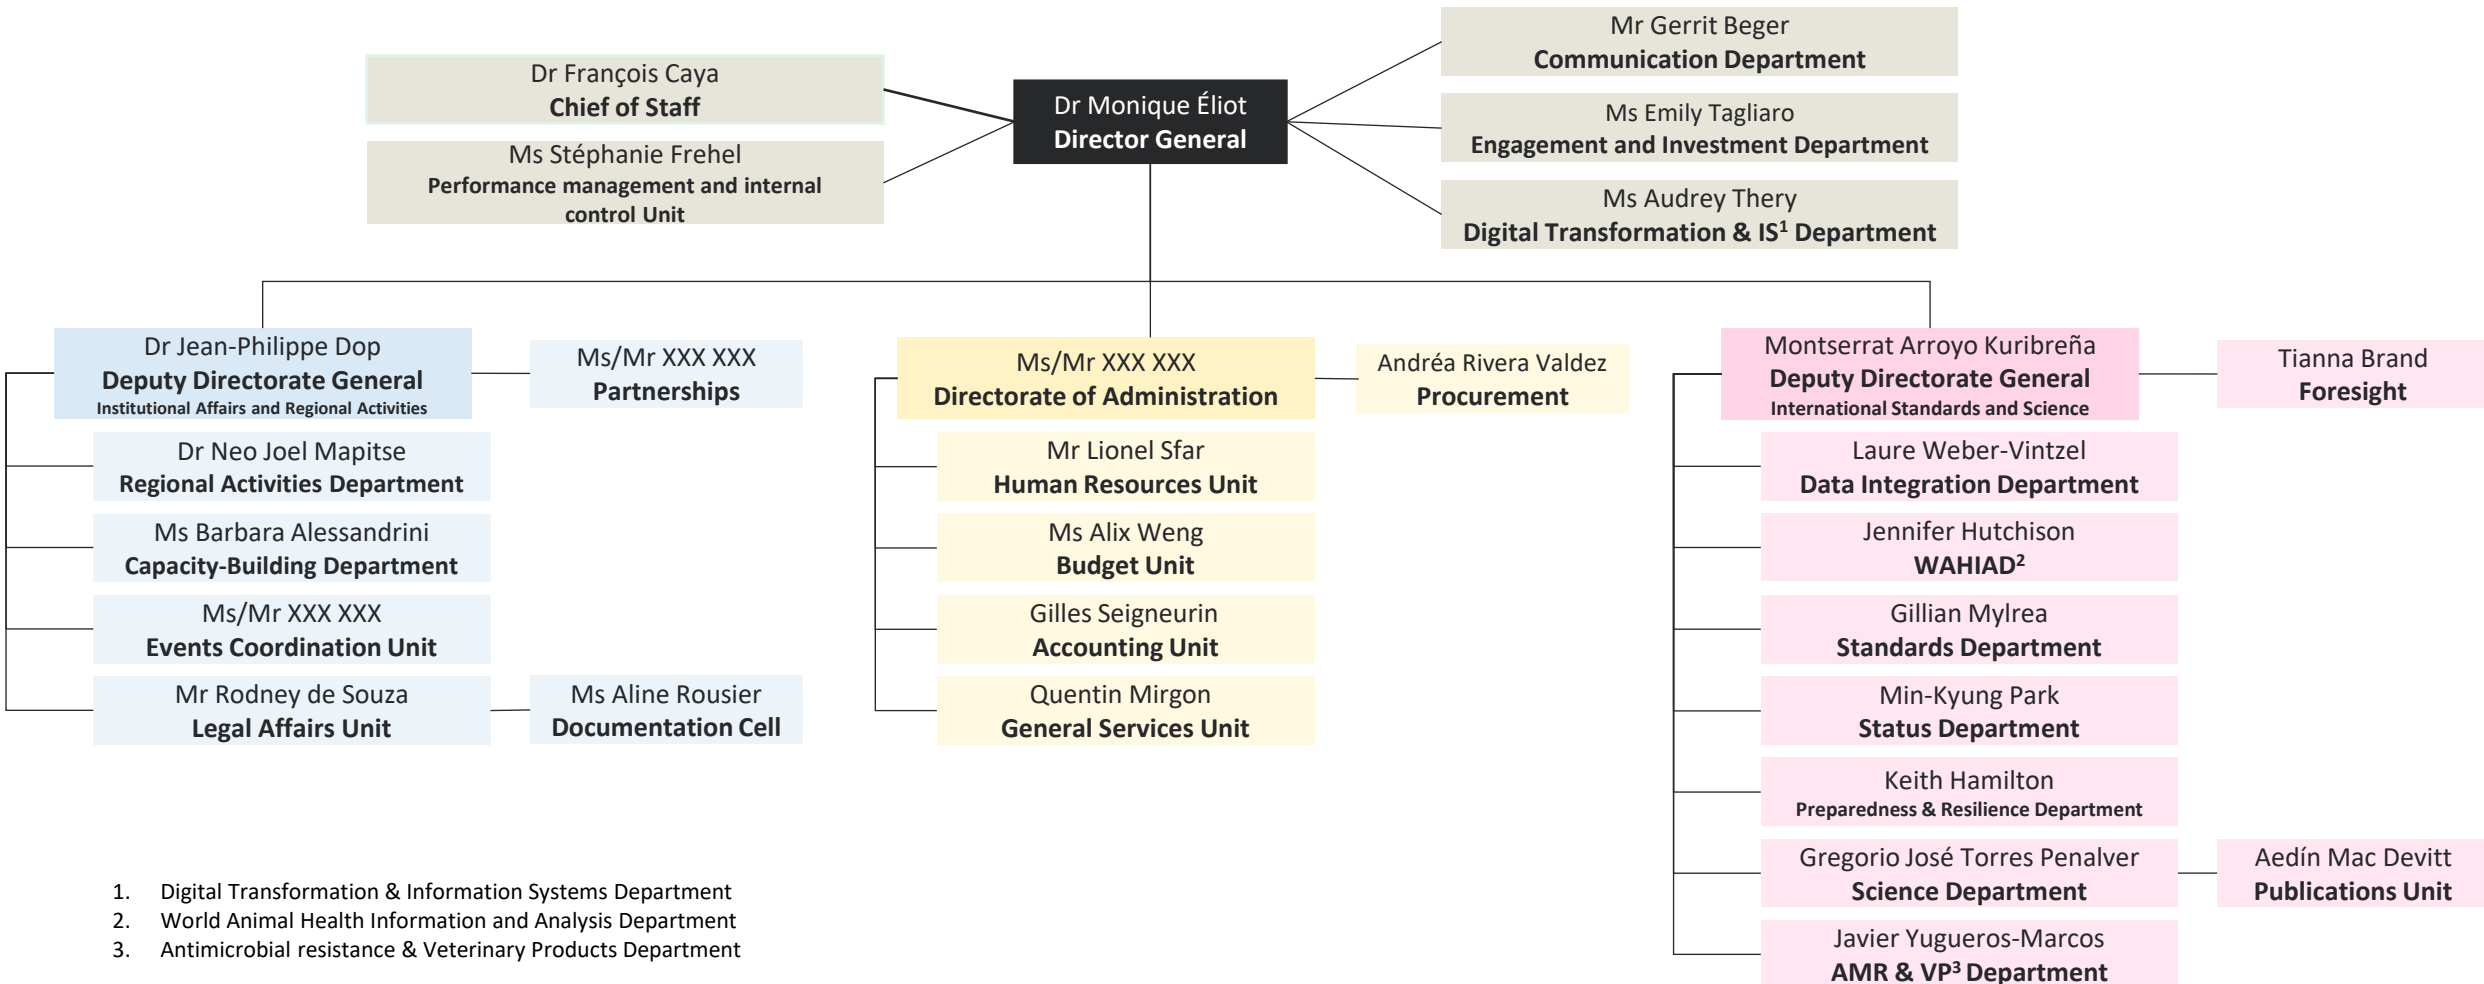 Dr François Caya
Chief of Staff
Ms Stéphanie Frehel
Performance management and internal
control Unit
Dr Monique Éliot
Director General
Mr Gerrit Beger
Communication Department
Ms Emily Tagliaro
Engagement and Investment Department
Ms Audrey Thery
Digital Transformation & IS¹ Department
Dr Jean-Philippe Dop
Deputy Directorate General
Institutional Affairs and Regional Activities
Ms/Mr XXX XXX
Partnerships
Dr Neo Joel Mapitse
Regional Activities Department
Ms Barbara Alessandrini
Capacity-Building Department
Ms/Mr XXX XXX
Events Coordination Unit
Mr Rodney de Souza
Legal Affairs Unit
Ms Aline Rousier
Documentation Cell
Ms/Mr XXX XXX
Directorate of Administration
Andréa Rivera Valdez
Procurement
Mr Lionel Sfar
Human Resources Unit
Ms Alix Weng
Budget Unit
Gilles Seigneurin
Accounting Unit
Quentin Mirgon
General Services Unit
Montserrat Arroyo Kuribreña
Deputy Directorate General
International Standards and Science
Tianna Brand
Foresight
Laure Weber-Vintzel
Data Integration Department
Jennifer Hutchison
WAHIAD²
Gillian Mylrea
Standards Department
Min-Kyung Park
Status Department
Keith Hamilton
Preparedness & Resilience Department
Gregorio José Torres Penalver
Science Department
Aedín Mac Devitt
Publications Unit
Javier Yugueros-Marcos
AMR & VP³ Department
1. Digital Transformation & Information Systems Department
2. World Animal Health Information and Analysis Department
3. Antimicrobial resistance & Veterinary Products Department